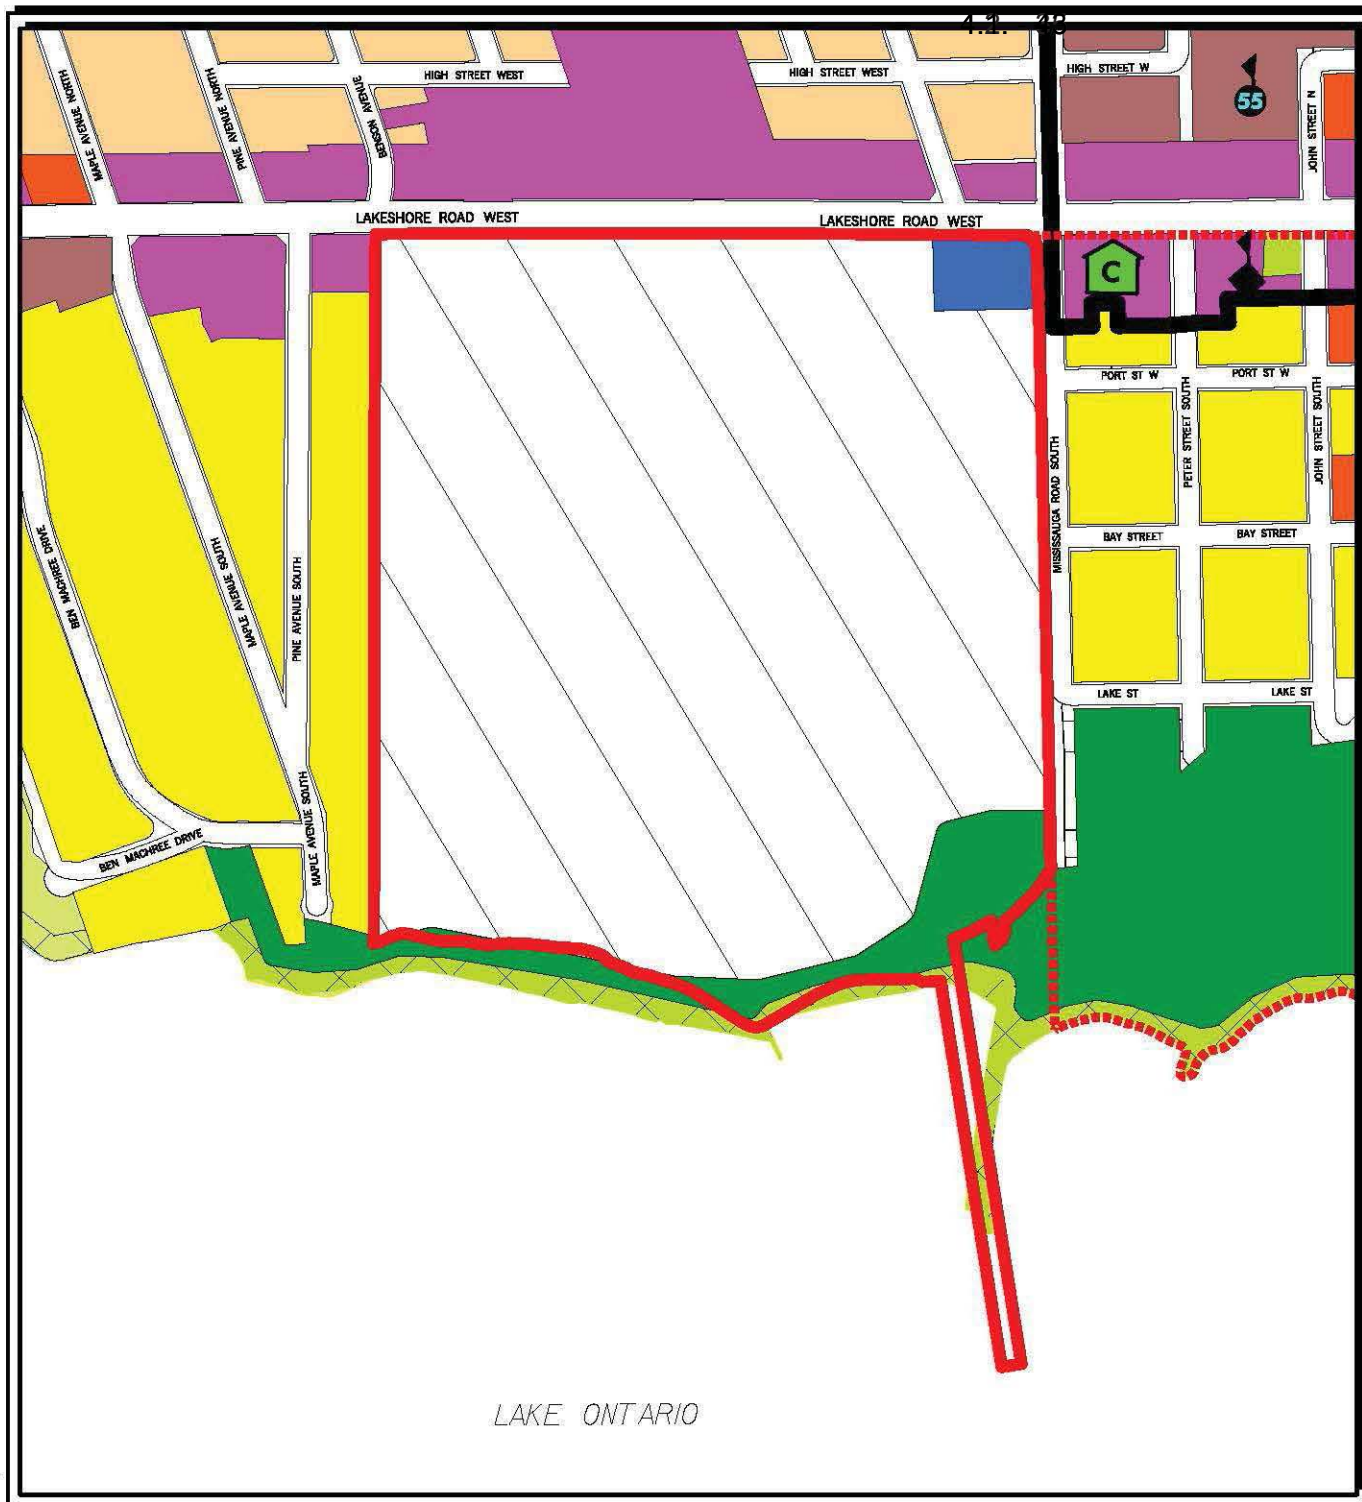 HIGH STREET WEST
HIGH STREET WEST
HIGH STREET W
55
MAPLE AVENUE NORTH
PINE AVENUE NORTH
BENSON AVENUE
JOHN STREET N
LAKESHORE ROAD WEST
LAKESHORE ROAD WEST
C
PORT ST W
PORT ST W
MISSISSAUGA ROAD SOUTH
PETER STREET SOUTH
JOHN STREET SOUTH
BAY STREET
BAY STREET
BEN MACHREE DRIVE
MAPLE AVENUE SOUTH
PINE AVENUE SOUTH
LAKE ST
LAKE ST
MAPLE AVENUE SOUTH
BEN MACHREE DRIVE
LAKE ONTARIO